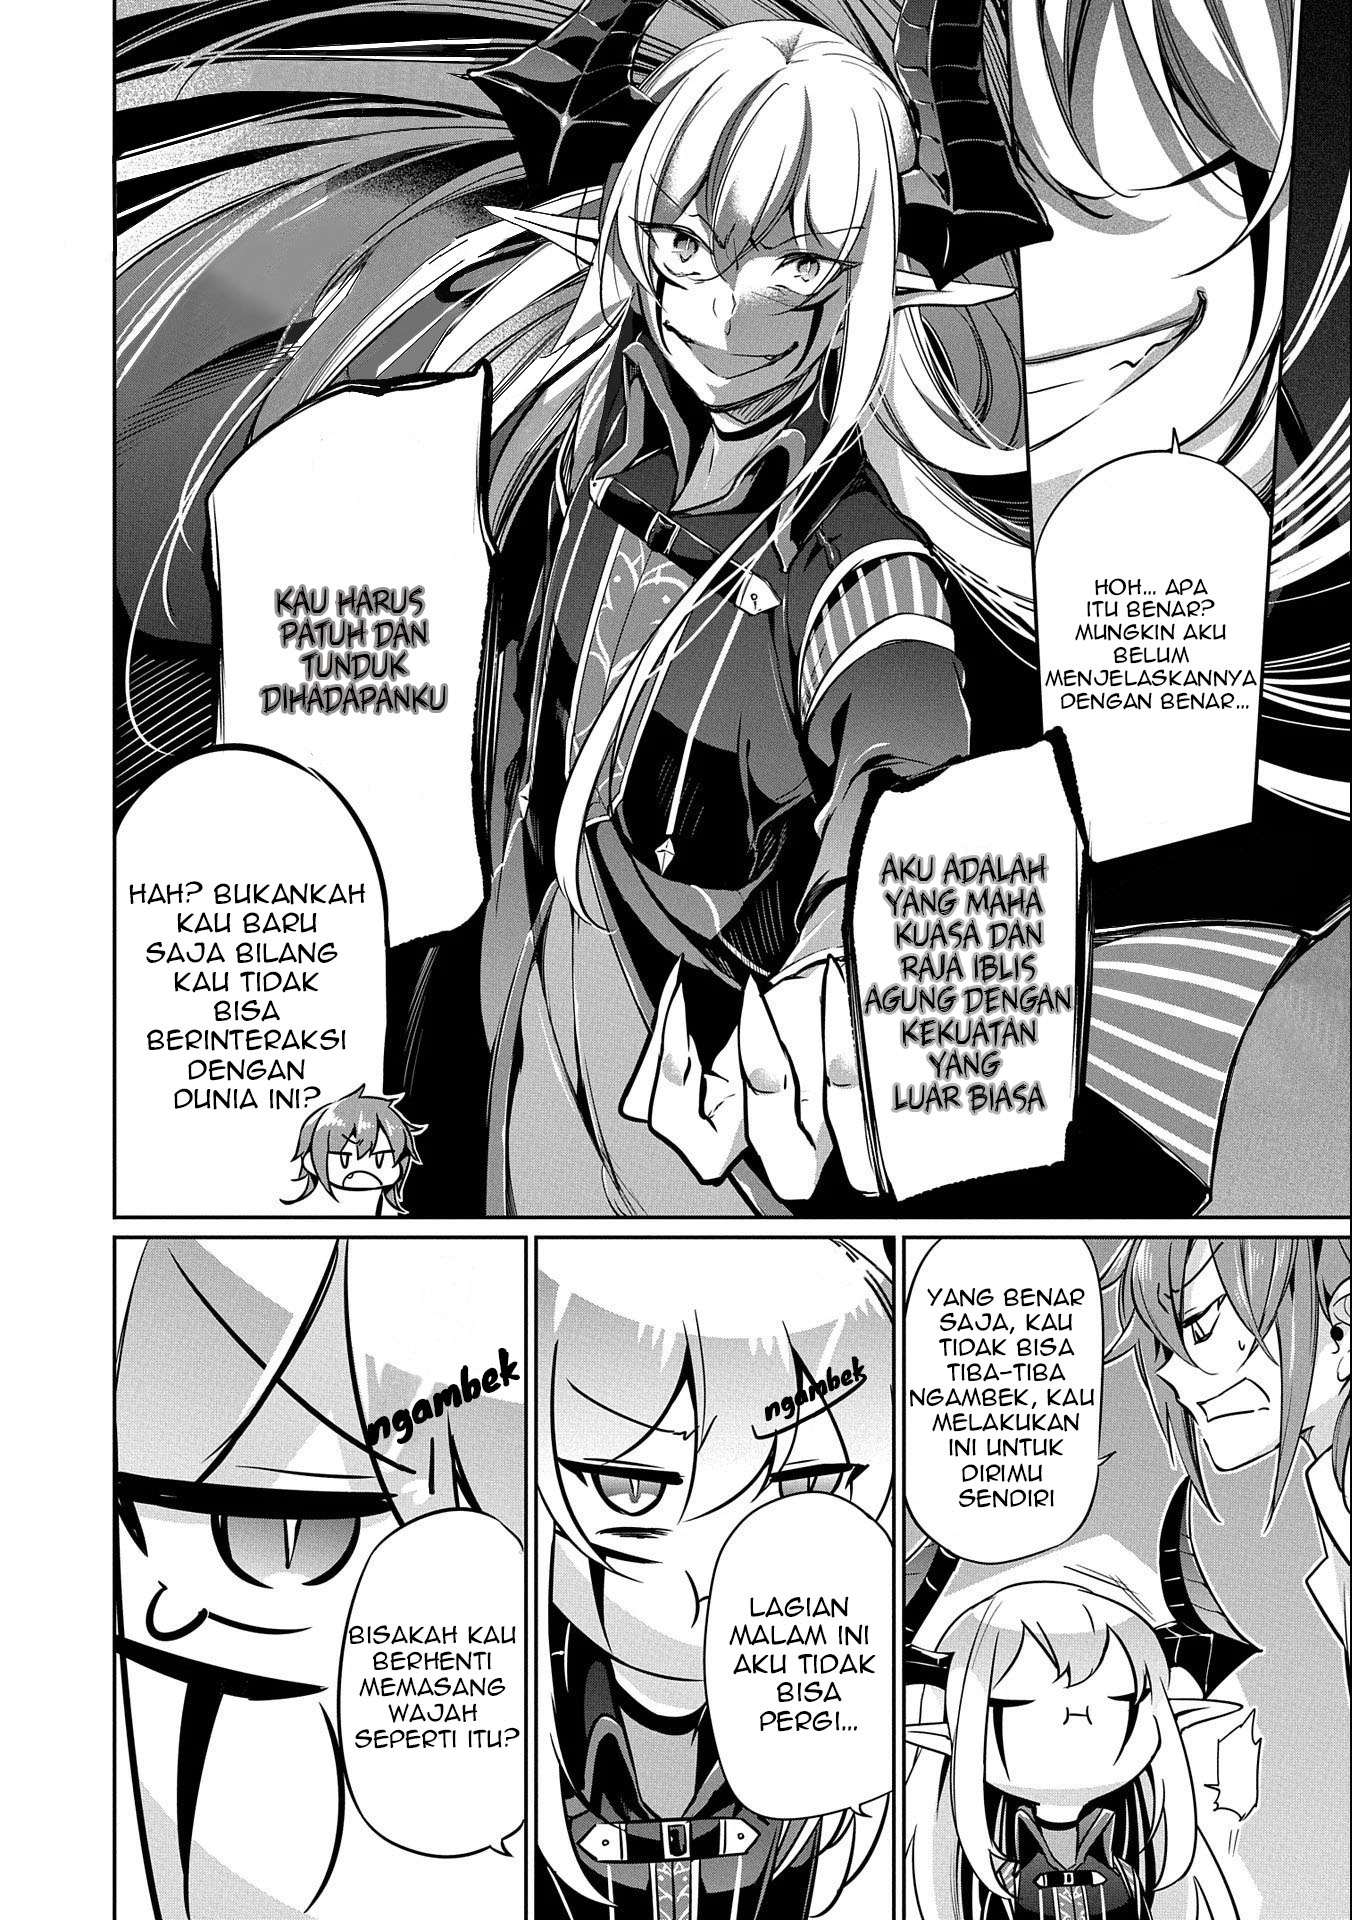 HOH... APA
ITU BENAR?
MUNGKIN AKU
BELUM
MENJELASKANNYA
DENGAN BENAR...
AKU ADALAH
YANG MAHA
KUASA DAN
RAJA IBLIS
AGUNG DENGAN
KEKUATAN
YANG
LUAR BIASA
KAU HARUS
PATUH DAN
TUNDUK
DIHADAPANKU
HAH? BUKANKAH
KAU BARU
SAJA BILANG
KAU TIDAK
BISA
BERINTERAKSI
DENGAN
DUNIA INI?
YANG BENAR
SAJA, KAU
TIDAK BISA
TIBA-TIBA
NGAMBEK, KAU
MELAKUKAN
INI UNTUK
DIRIMU
SENDIRI
ngambek
LAGIAN
MALAM INI
AKU TIDAK
BISA
PERGI...
ngambek
BISAKAH KAU
BERHENTI
MEMASANG
WAJAH
SEPERTI ITU?